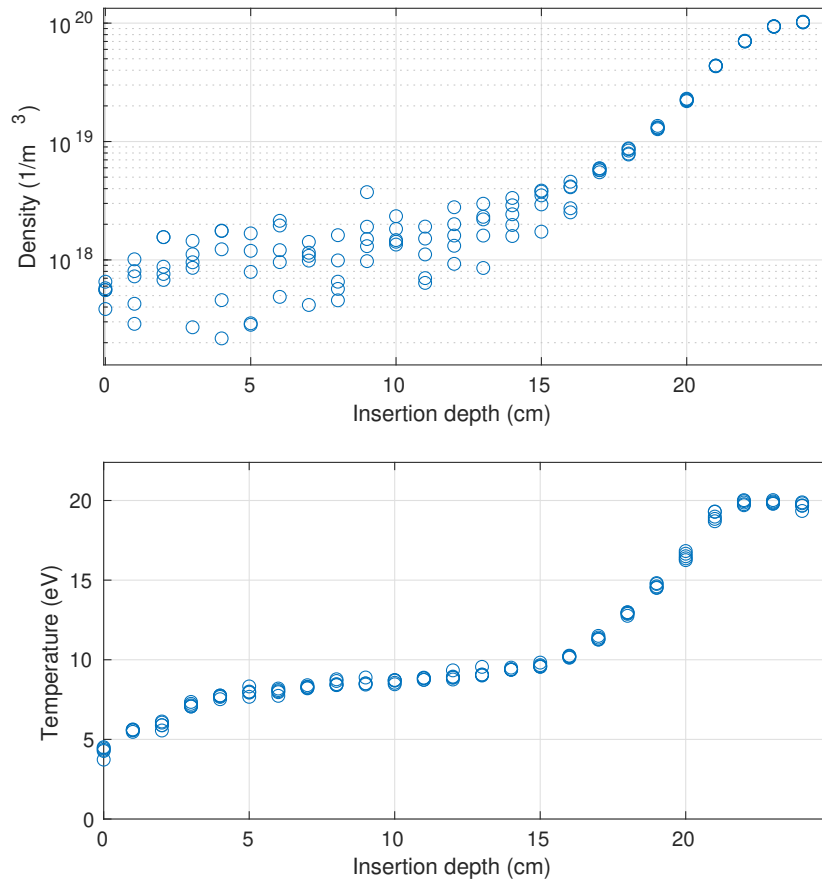 10^20
10^19
10^18
Density (1/m^3)
0 5 10 15 20
Insertion depth (cm)
20
15
10
5
0
Temperature (eV)
0 5 10 15 20
Insertion depth (cm)